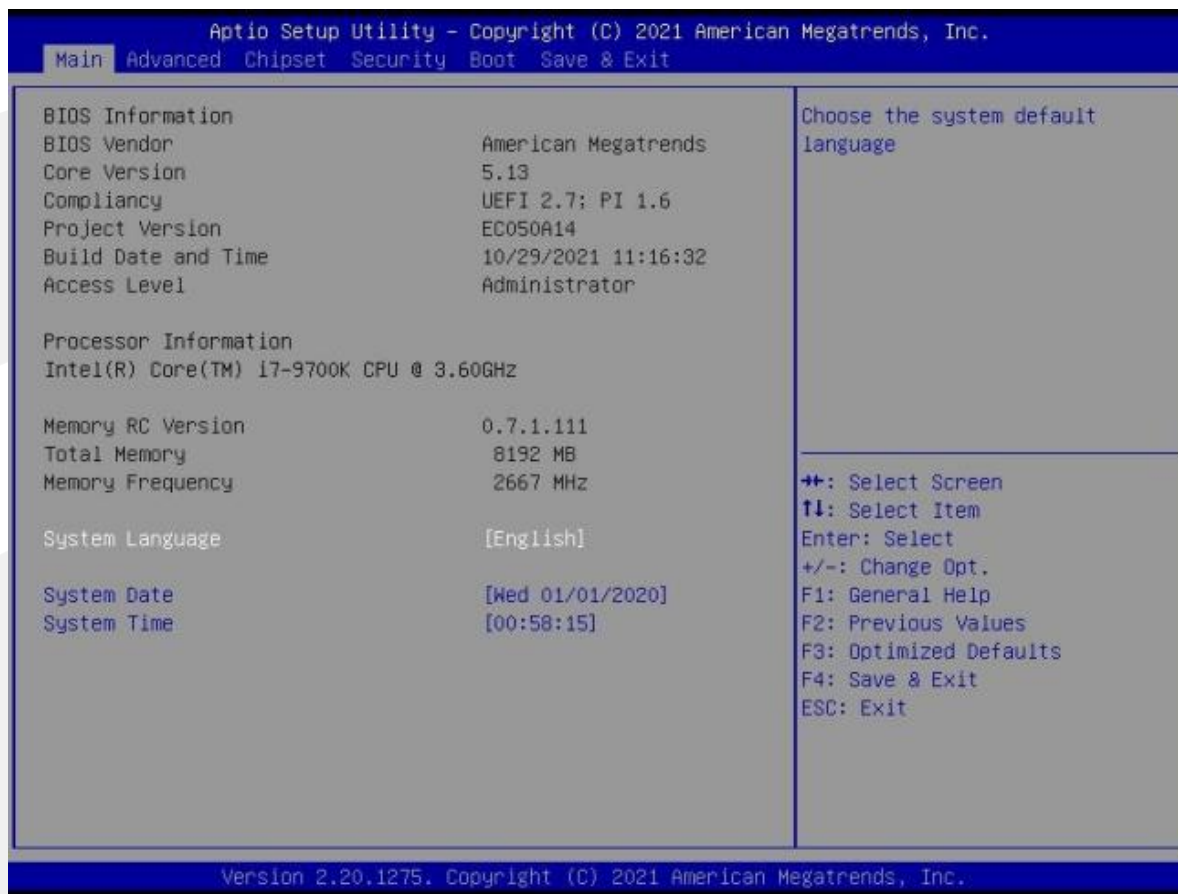 Aptio Setup Utility - Copyright (C) 2021 American Megatrends, Inc.
Main Advanced Chipset Security Boot Save & Exit
BIOS Information
BIOS Vendor American Megatrends
Core Version 5.13
Compliancy UEFI 2.7; PI 1.6
Project Version EC050A14
Build Date and Time 10/29/2021 11:16:32
Access Level Administrator
Processor Information
Intel(R) Core(TM) i7-9700K CPU @ 3.60GHz
Memory RC Version 0.7.1.111
Total Memory 8192 MB
Memory Frequency 2667 MHz
System Language [English]
System Date [Wed 01/01/2020]
System Time [00:58:15]
Choose the system default
language
→←: Select Screen
↑↓: Select Item
Enter: Select
+/-: Change Opt.
F1: General Help
F2: Previous Values
F3: Optimized Defaults
F4: Save & Exit
ESC: Exit
Version 2.20.1275. Copyright (C) 2021 American Megatrends, Inc.